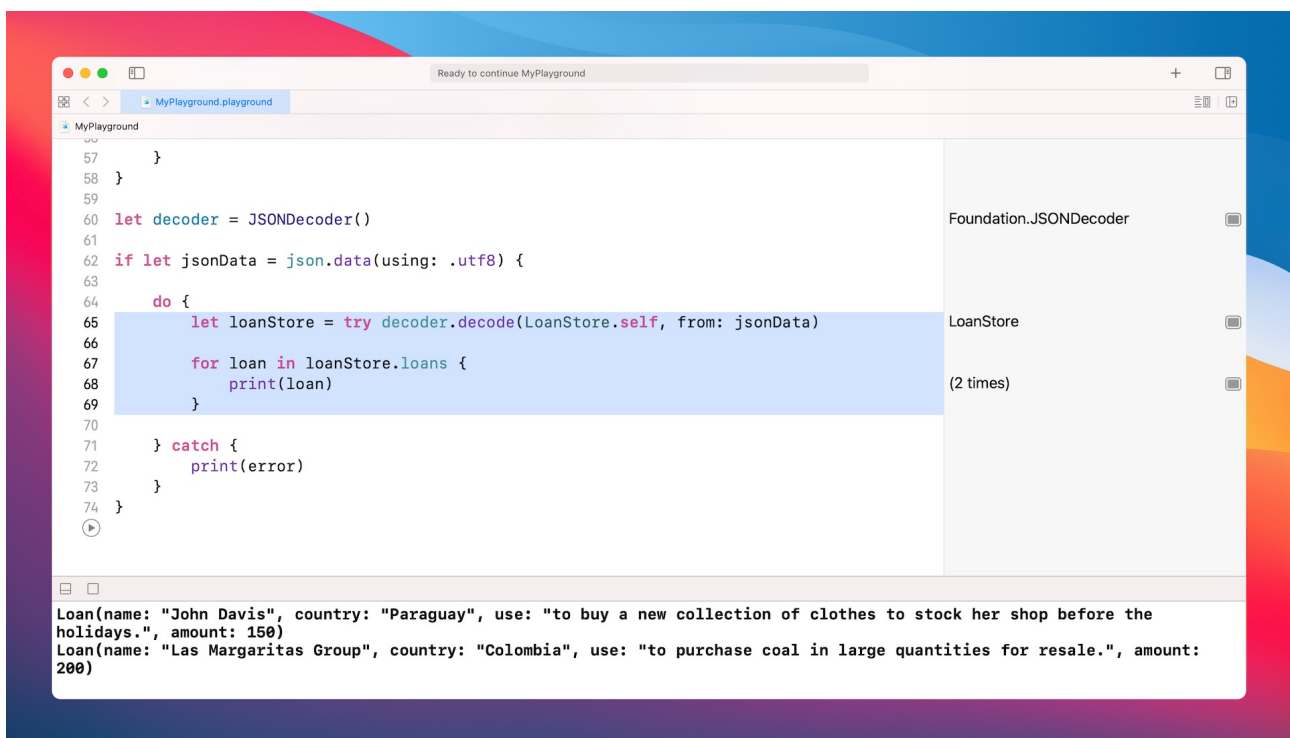 Ready to continue MyPlayground
MyPlayground.playground
MyPlayground
57 }
58 }
59
60 let decoder = JSONDecoder()
Foundation.JSONDecoder
61
62 if let jsonData = json.data(using: .utf8) {
63
64 do {
65 let loanStore = try decoder.decode(LoanStore.self, from: jsonData)
LoanStore
66
67 for loan in loanStore.loans {
68 print(loan)
(2 times)
69 }
70
71 } catch {
72 print(error)
73 }
74 }
Loan(name: "John Davis", country: "Paraguay", use: "to buy a new collection of clothes to stock her shop before the
holidays.", amount: 150)
Loan(name: "Las Margaritas Group", country: "Colombia", use: "to purchase coal in large quantities for resale.", amount:
200)